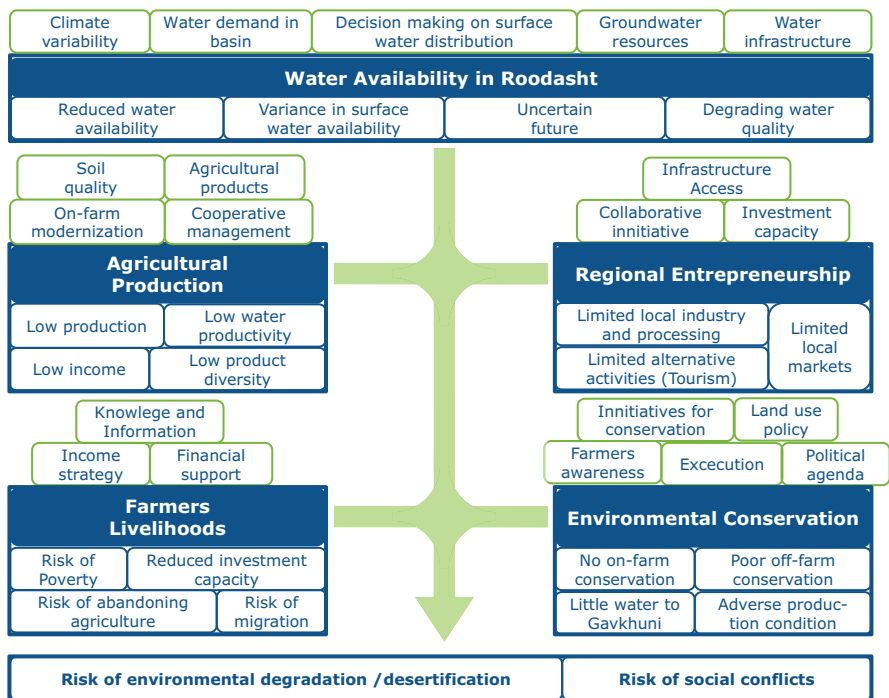 Climate
variability
Water demand in
basin
Decision making on surface
water distribution
Groundwater
resources
Water
infrastructure
Water Availability in Roodasht
Reduced water
availability
Variance in surface
water availability
Uncertain
future
Degrading water
quality
Soil
quality
Agricultural
products
On-farm
modernization
Cooperative
management
Agricultural
Production
Low production
Low water
productivity
Low income
Low product
diversity
Infrastructure
Access
Collaborative
innitiative
Investment
capacity
Regional Entrepreneurship
Limited local industry
and processing
Limited alternative
activities (Tourism)
Limited
local
markets
Knowlege and
Information
Income
strategy
Financial
support
Farmers
Livelihoods
Risk of
Poverty
Reduced investment
capacity
Risk of abandoning
agriculture
Risk of
migration
Innitiatives for
conservation
Land use
policy
Farmers
awareness
Excecution
Political
agenda
Environmental Conservation
No on-farm
conservation
Poor off-farm
conservation
Little water to
Gavkhuni
Adverse produc-
tion condition
Risk of environmental degradation /desertification
Risk of social conflicts